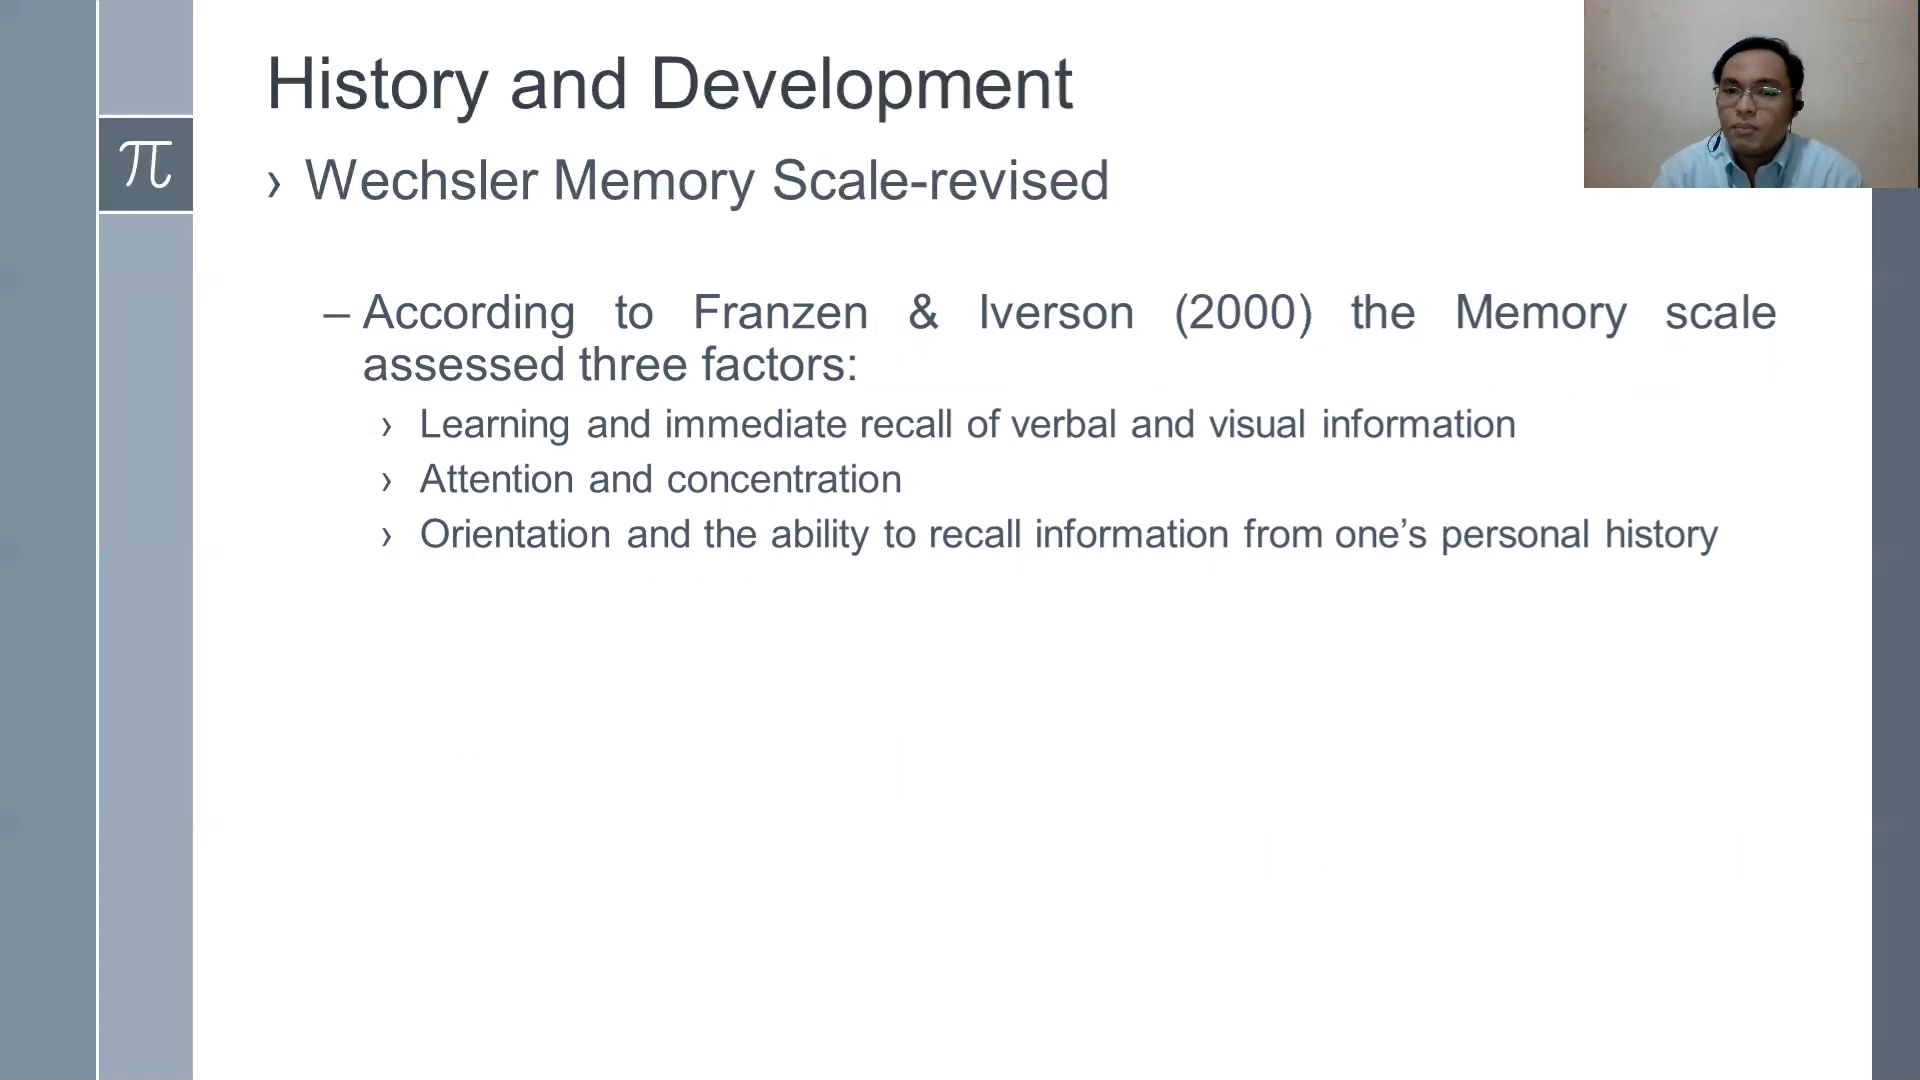 History and Development
π
› Wechsler Memory Scale-revised
– According to Franzen & Iverson (2000) the Memory scale
assessed three factors:
› Learning and immediate recall of verbal and visual information
› Attention and concentration
› Orientation and the ability to recall information from one’s personal history